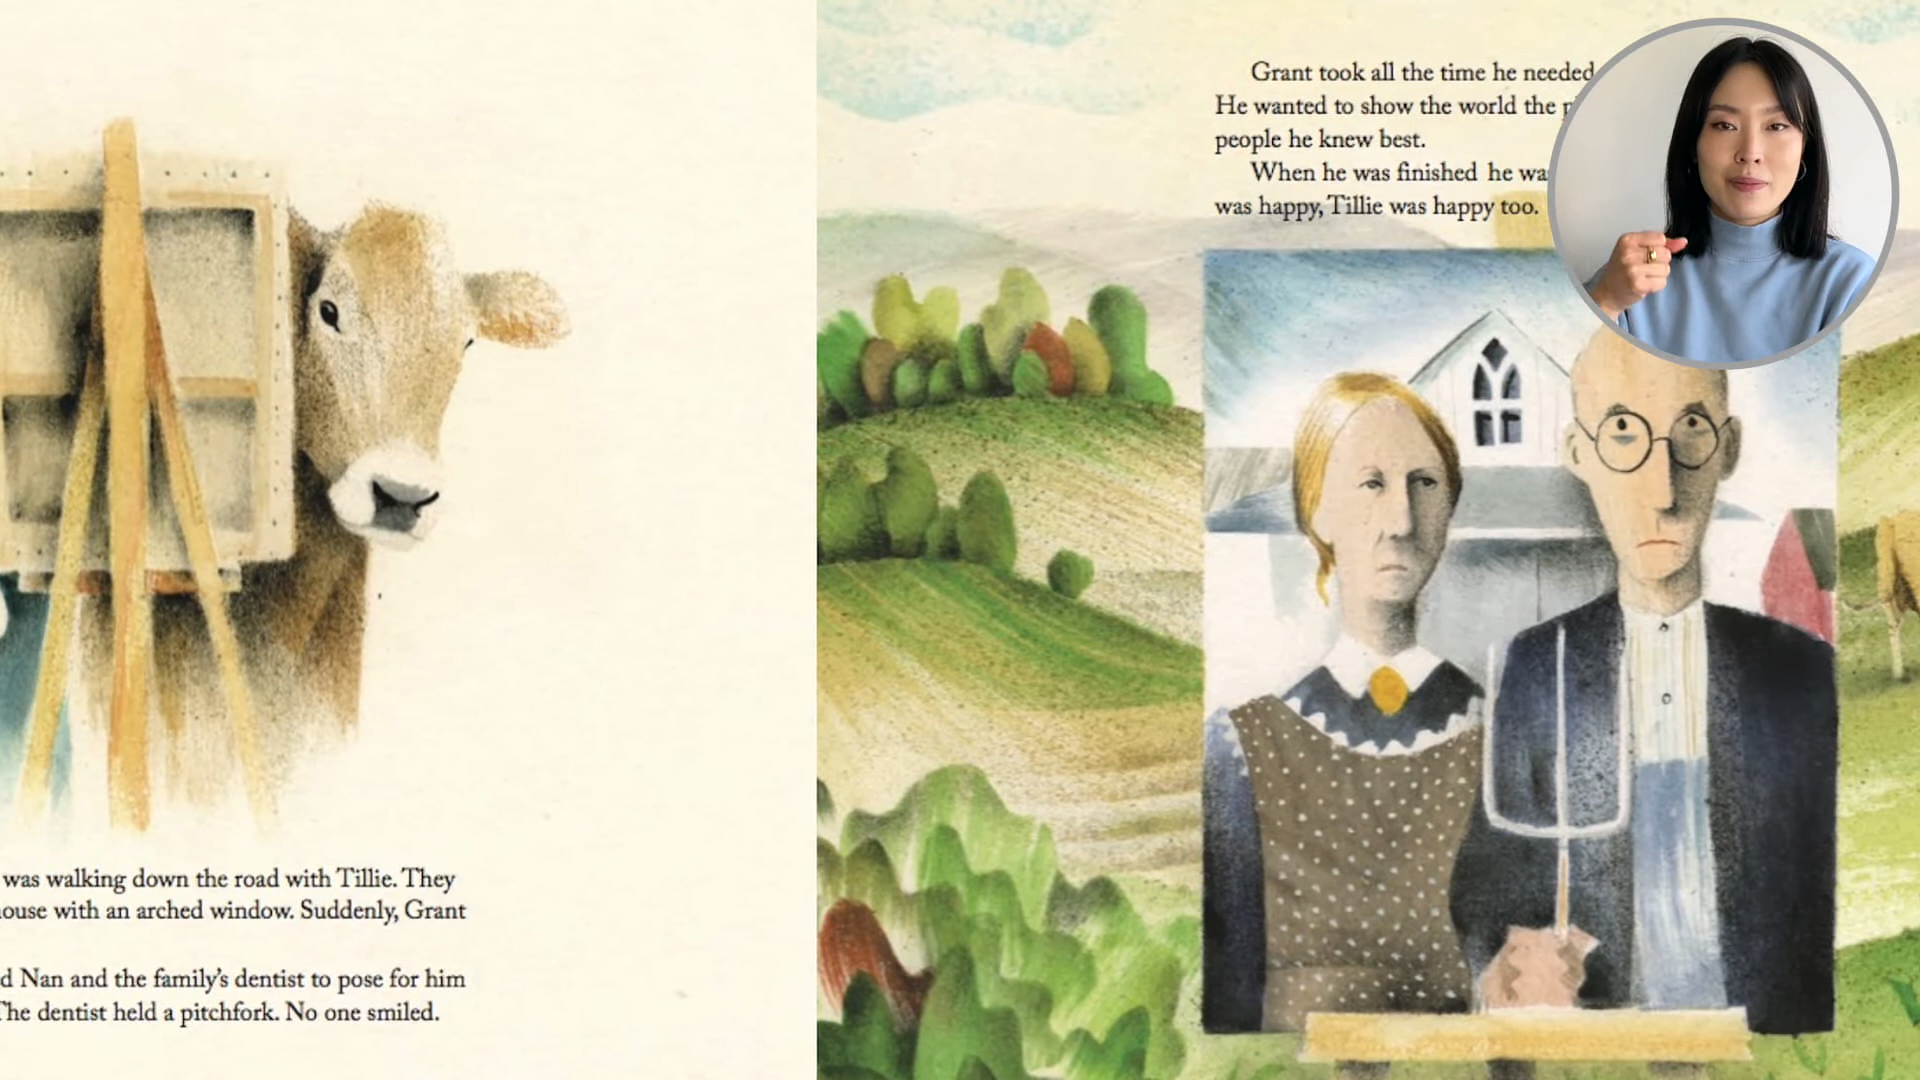 was walking down the road with Tillie. They
house with an arched window. Suddenly, Grant
Nan and the family's dentist to pose for him
The dentist held a pitchfork. No one smiled.
Grant took all the time he needed
He wanted to show the world the
people he knew best.
When he was finished he was
was happy, Tillie was happy too.